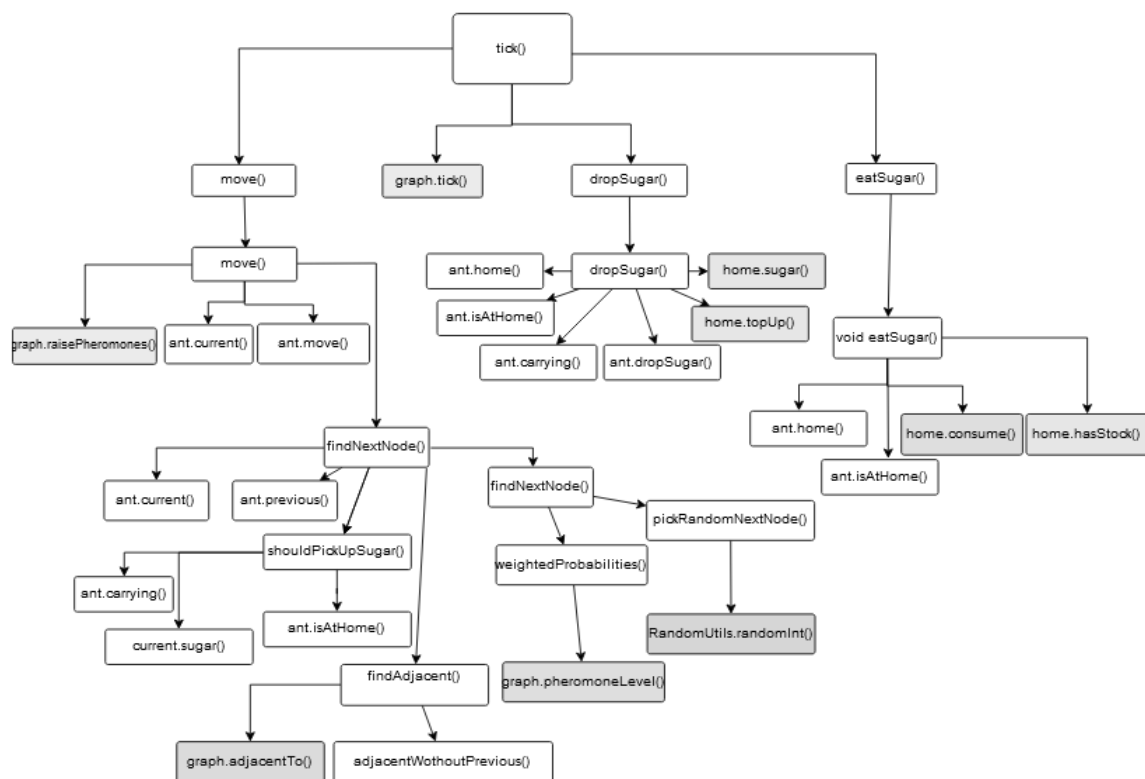 tick()
move()
graph.tick()
dropSugar()
eatSugar()
move()
ant.home()
dropSugar()
home.sugar()
graph.raisePheromones()
ant.current()
ant.move()
ant.isAtHome()
home.topUp()
ant.carrying()
ant.dropSugar()
void eatSugar()
ant.home()
home.consume()
home.hasStock()
ant.isAtHome()
findNextNode()
ant.current()
ant.previous()
findNextNode()
pickRandomNextNode()
shouldPickUpSugar()
weightedProbabilities()
ant.carrying()
current.sugar()
ant.isAtHome()
RandomUtils.randomInt()
findAdjacent()
graph.pheromoneLevel()
graph.adjacentTo()
adjacentWothoutPrevious()